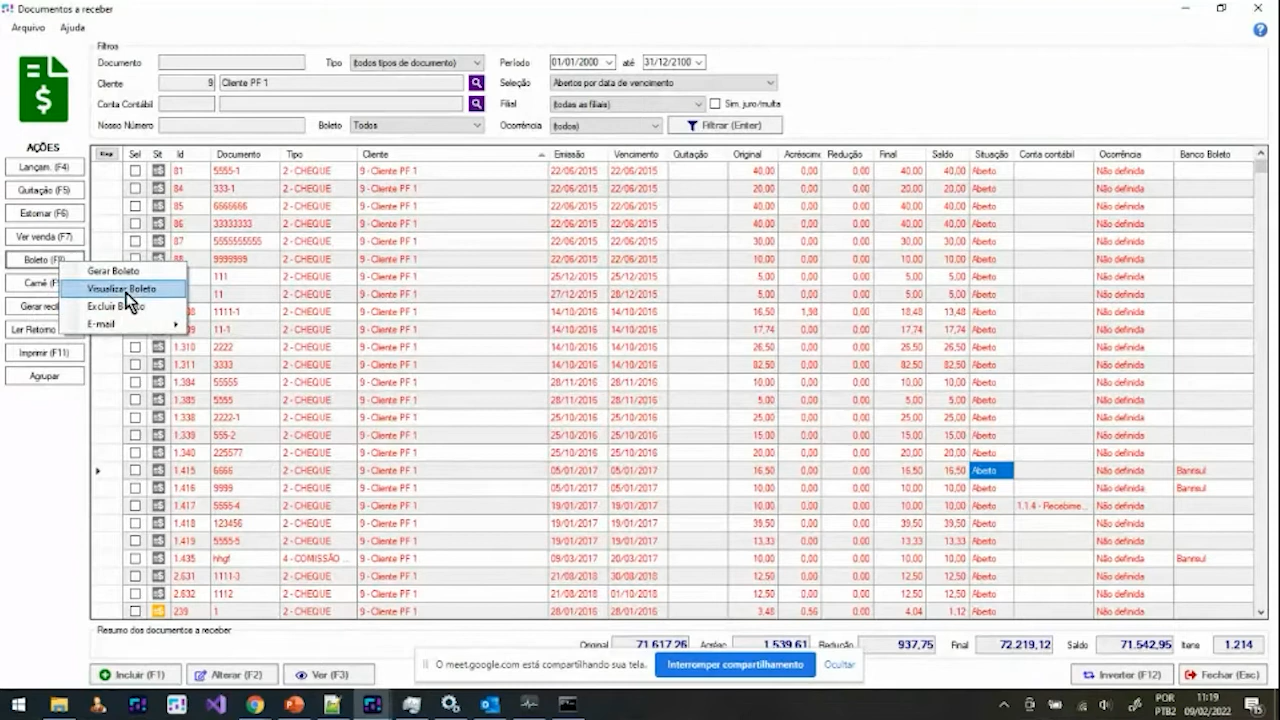 Documentos a receber
Arquivo Ajuda
Filtros
Documento Tipo (todos tipos de documento) Período 01/01/2000 até 31/12/2100
Cliente 9 Cliente PF 1 Seleção Abertos por data de vencimento
Conta Contábil Filial (todas as filiais) Sim. juro/multa
Nosso Número Boleto Todos Ocorrência (todos) Filtrar (Enter)
AÇÕES
Lançam. (F4)
Quitação (F5)
Estornar (F6)
Ver venda (F7)
Boleto
Carnê
Gerar
Ler Retorno
Imprimir (F11)
Agrupar
Gerar Boleto
Visualizar Boleto
Excluir
E-mail
Sel St Id Documento Tipo Cliente Emissão Vencimento Quitação Original Acréscimo Redução Final Saldo Situação Conta contábil Ocorrência Banco Boleto
81 5555-1 2 - CHEQUE 9 - Cliente PF 1 22/06/2015 22/06/2015 40,00 0,00 0,00 40,00 40,00 Aberto Não definida
84 333-1 2 - CHEQUE 9 - Cliente PF 1 22/06/2015 22/06/2015 20,00 0,00 0,00 20,00 20,00 Aberto Não definida
85 6666666 2 - CHEQUE 9 - Cliente PF 1 22/06/2015 22/06/2015 40,00 0,00 0,00 40,00 40,00 Aberto Não definida
86 33333333 2 - CHEQUE 9 - Cliente PF 1 22/06/2015 22/06/2015 40,00 0,00 0,00 40,00 40,00 Aberto Não definida
87 5555555555 2 - CHEQUE 9 - Cliente PF 1 22/06/2015 22/06/2015 30,00 0,00 0,00 30,00 30,00 Aberto Não definida
88 9999999 2 - CHEQUE 9 - Cliente PF 1 22/06/2015 22/06/2015 40,00 0,00 0,00 40,00 40,00 Aberto Não definida
111 2 - CHEQUE 9 - Cliente PF 1 25/12/2015 25/12/2015 5,00 0,00 0,00 5,00 5,00 Aberto Não definida
11 2 - CHEQUE 9 - Cliente PF 1 27/12/2015 28/12/2015 5,00 0,00 0,00 5,00 5,00 Aberto Não definida
1111-1 2 - CHEQUE 9 - Cliente PF 1 14/10/2016 14/10/2016 16,50 1,98 0,00 18,48 13,48 Aberto Não definida
11-1 2 - CHEQUE 9 - Cliente PF 1 14/10/2016 14/10/2016 17,74 0,00 0,00 17,74 17,74 Aberto Não definida
1.310 2222 2 - CHEQUE 9 - Cliente PF 1 14/10/2016 14/10/2016 26,50 0,00 0,00 26,50 26,50 Aberto Não definida
1.311 3333 2 - CHEQUE 9 - Cliente PF 1 14/10/2016 14/10/2016 82,50 0,00 0,00 82,50 82,50 Aberto Não definida
1.384 55555 2 - CHEQUE 9 - Cliente PF 1 28/11/2016 28/11/2016 10,00 0,00 0,00 10,00 10,00 Aberto Não definida
1.385 5555 2 - CHEQUE 9 - Cliente PF 1 28/11/2016 28/11/2016 5,00 0,00 0,00 5,00 5,00 Aberto Não definida
1.338 2222-1 2 - CHEQUE 9 - Cliente PF 1 25/10/2016 25/10/2016 25,00 0,00 0,00 25,00 25,00 Aberto Não definida
1.339 555-2 2 - CHEQUE 9 - Cliente PF 1 25/10/2016 25/10/2016 15,00 0,00 0,00 15,00 15,00 Aberto Não definida
1.340 225577 2 - CHEQUE 9 - Cliente PF 1 25/10/2016 25/10/2016 20,00 0,00 0,00 20,00 20,00 Aberto Não definida
1.415 6666 2 - CHEQUE 9 - Cliente PF 1 05/01/2017 05/01/2017 16,50 0,00 0,00 16,50 16,50 Aberto Não definida Banrisul
1.416 9999 2 - CHEQUE 9 - Cliente PF 1 05/01/2017 05/01/2017 10,00 0,00 0,00 10,00 10,00 Aberto Não definida Banrisul
1.417 5555-4 2 - CHEQUE 9 - Cliente PF 1 19/01/2017 19/01/2017 10,00 0,00 0,00 10,00 10,00 Aberto 1.1.4 - Recebime... Não definida
1.418 123456 2 - CHEQUE 9 - Cliente PF 1 19/01/2017 19/01/2017 39,50 0,00 0,00 39,50 39,50 Aberto Não definida
1.419 5555-5 2 - CHEQUE 9 - Cliente PF 1 19/01/2017 19/01/2017 13,33 0,00 0,00 13,33 13,33 Aberto Não definida
1.435 hhgf 4 - COMISSÃO ... 9 - Cliente PF 1 09/03/2017 20/03/2017 10,00 0,00 0,00 10,00 10,00 Aberto Não definida Banrisul
2.631 1111-3 2 - CHEQUE 9 - Cliente PF 1 21/08/2018 30/08/2018 12,50 0,00 0,00 12,50 12,50 Aberto Não definida
2.632 1112 2 - CHEQUE 9 - Cliente PF 1 21/08/2018 01/10/2018 12,50 0,00 0,00 12,50 12,50 Aberto Não definida
239 1 2 - CHEQUE 9 - Cliente PF 1 28/01/2016 28/01/2016 3,48 0,56 0,00 4,04 1,12 Aberto Não definida
Resumo dos documentos a receber
Original 71.617,26 Acrésc. 1.539,61 Redução 937,75 Final 72.219,12 Saldo 71.542,95 Itens 1.214
O meet.google.com está compartilhando sua tela. Interromper compartilhamento Ocultar
Incluir (F1) Alterar (F2) Ver (F3) Inverter (F12) Fechar (Esc)
POR 11:19
PTB2 09/02/2022